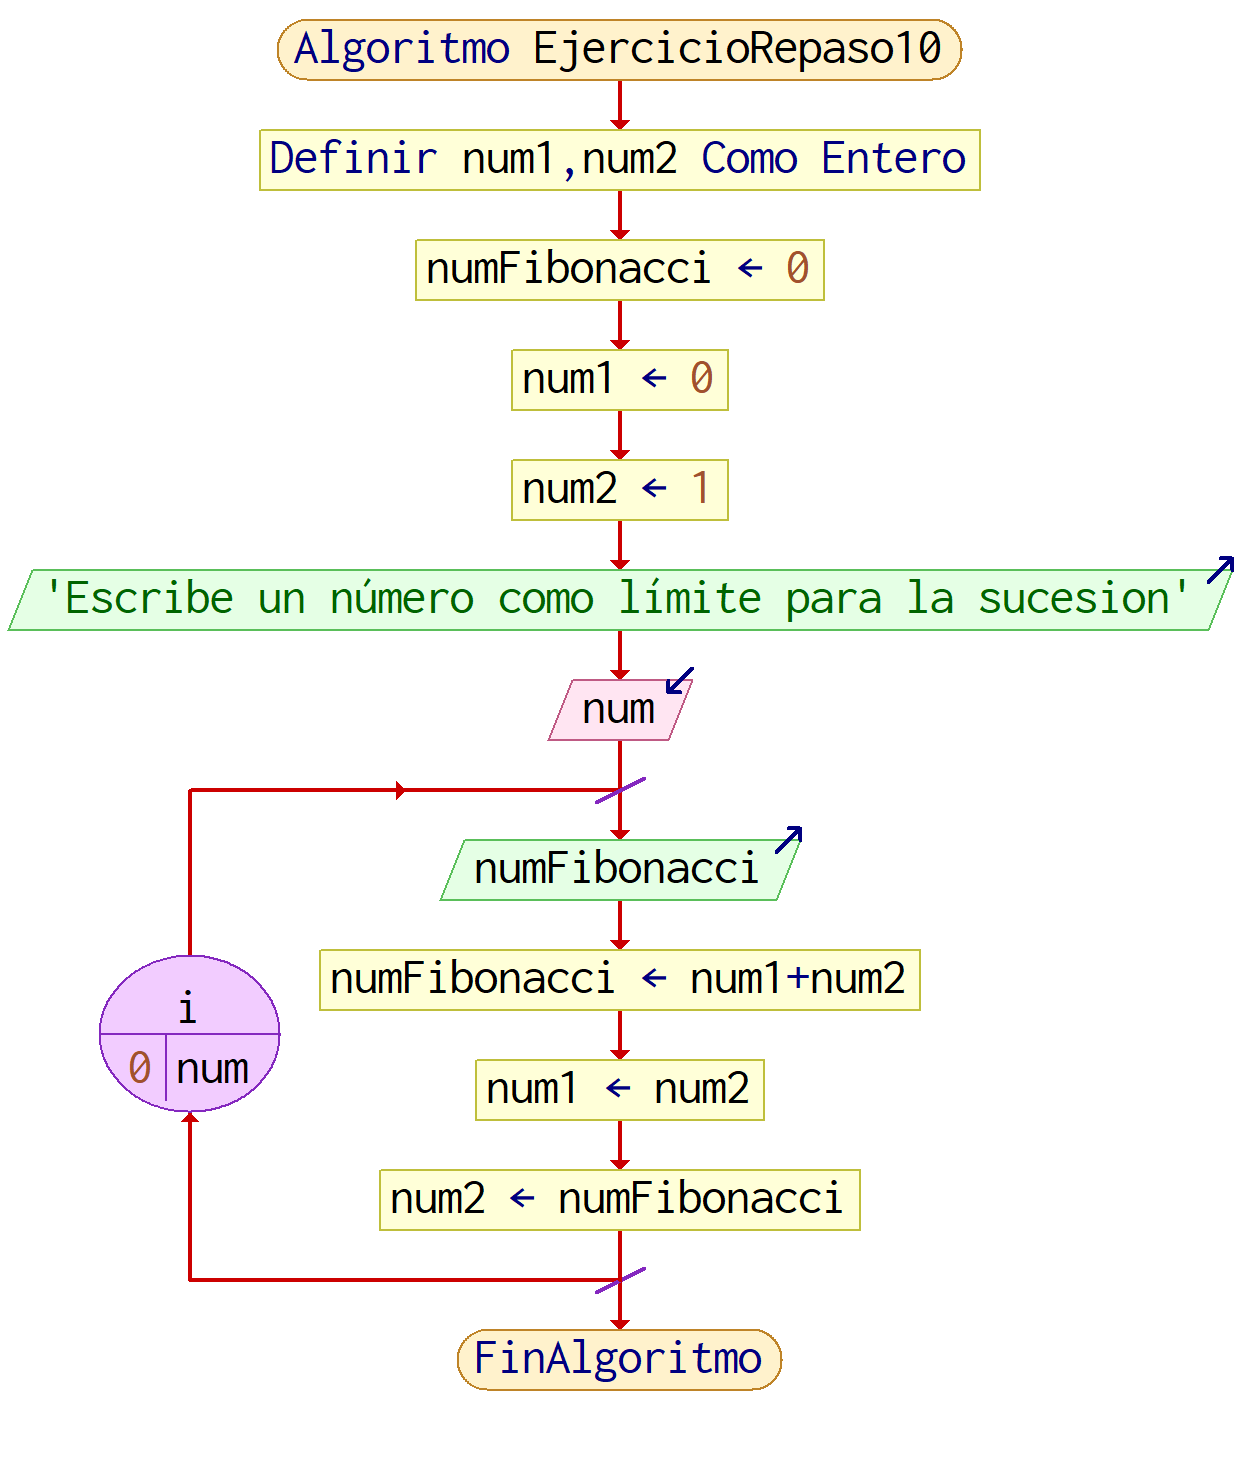 Algoritmo EjercicioRepaso10
Definir num1,num2 Como Entero
numFibonacci ← 0
num1 ← 0
num2 ← 1
'Escribe un número como límite para la sucesion'
num
numFibonacci
numFibonacci ← num1+num2
i
0 num
num1 ← num2
num2 ← numFibonacci
FinAlgoritmo